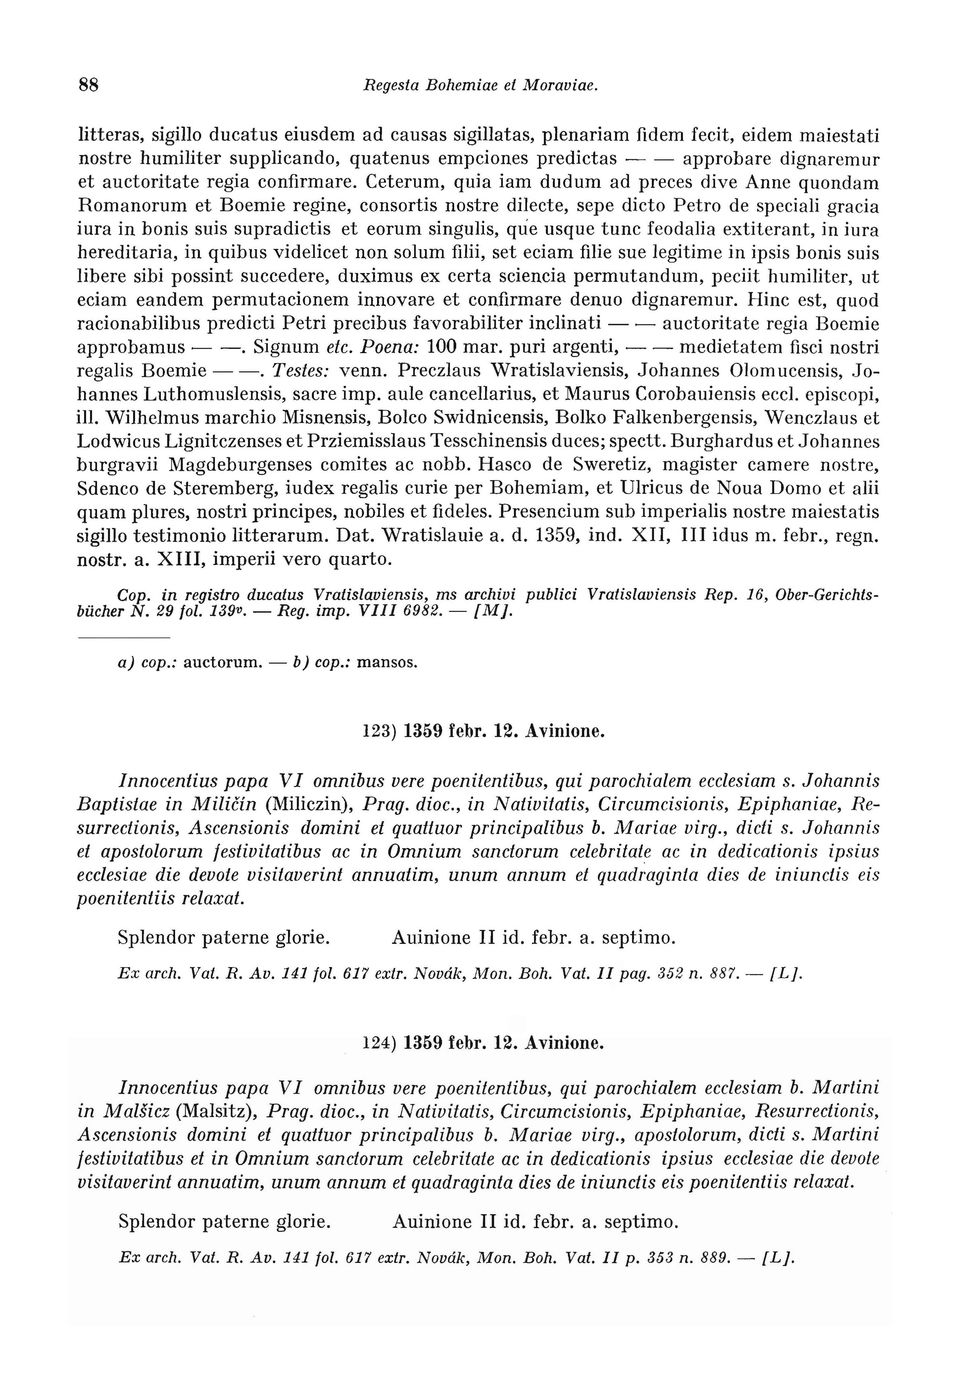 88 Regesta Bohemiae et Moraviae.
litteras, sigillo ducatus eiusdem ad causas sigillatas, plenariam fidem fecit, eidem maiestati
nostre humiliter supplicando, quatenus empciones predictas — — approbare dignaremur
et auctoritate regia confirmare. Ceterum, quia iam dudum ad preces dive Anne quondam
Romanorum et Boemie regine, consortis nostre dilecte, sepe dicto Petro de speciali gracia
iura in bonis suis supradictis et eorum singulis, que usque tunc feodalia extiterant, in iura
hereditaria, in quibus videlicet non solum filii, set eciam filie sue legitime in ipsis bonis suis
libere sibi possint succedere, duximus ex certa sciencia permutandum, peciit humiliter, ut
eciam eandem permutacionem innovare et confirmare denuo dignaremur. Hinc est, quod
racionabilibus predicti Petri precibus favorabiliter inclinati — — auctoritate regia Boemie
approbamus — —. Signum etc. Poena: 100 mar. puri argenti, — — medietatem fisci nostri
regalis Boemie — —. Testes: venn. Preczlaus Wratislaviensis, Johannes Olomucensis, Jo-
hannes Luthomuslensis, sacre imp. aule cancellarius, et Maurus Corobauiensis eccl. episcopi,
ill. Wilhelmus marchio Misnensis, Bolco Swidnicensis, Bolko Falkenbergensis, Wenczlaus et
Lodwicus Lignitczenses et Prziemisslaus Tesschinensis duces; spectt. Burghardus et Johannes
burgravii Magdeburgenses comites ac nobb. Hasco de Sweretiz, magister camere nostre,
Sdenco de Steremberg, iudex regalis curie per Bohemiam, et Ulricus de Noua Domo et alii
quam plures, nostri principes, nobiles et fideles. Presencium sub imperialis nostre maiestatis
sigillo testimonio litterarum. Dat. Wratislauie a. d. 1359, ind. XII, III idus m. febr., regn.
nostr. a. XIII, imperii vero quarto.
Cop. in registro ducatus Vratislaviensis, ms archivi publici Vratislaviensis Rep. 16, Ober-Gerichts-
bücher N. 29 fol. 139v. — Reg. imp. VIII 6982. — [M].
a) cop.: auctorum. — b) cop.: mansos.
123) 1359 febr. 12. Avinione.
Innocentius papa VI omnibus vere poenitentibus, qui parochialem ecclesiam s. Johannis
Baptistae in Miličín (Miliczin), Prag. dioc., in Nativitatis, Circumcisionis, Epiphaniae, Re-
surrectionis, Ascensionis domini et quattuor principalibus b. Mariae virg., dicti s. Johannis
et apostolorum festivitatibus ac in Omnium sanctorum celebritate ac in dedicationis ipsius
ecclesiae die devote visitaverint annuatim, unum annum et quadraginta dies de iniunctis eis
poenitentiis relaxat.
Splendor paterne glorie. Auinione II id. febr. a. septimo.
Ex arch. Vat. R. Av. 141 fol. 617 extr. Novák, Mon. Boh. Vat. II pag. 352 n. 887. — [L].
124) 1359 febr. 12. Avinione.
Innocentius papa VI omnibus vere poenitentibus, qui parochialem ecclesiam b. Martini
in Malšicz (Malsitz), Prag. dioc., in Nativitatis, Circumcisionis, Epiphaniae, Resurrectionis,
Ascensionis domini et quattuor principalibus b. Mariae virg., apostolorum, dicti s. Martini
festivitatibus et in Omnium sanctorum celebritate ac in dedicationis ipsius ecclesiae die devote
visitaverint annuatim, unum annum et quadraginta dies de iniunctis eis poenitentiis relaxat.
Splendor paterne glorie. Auinione II id. febr. a. septimo.
Ex arch. Vat. R. Av. 141 fol. 617 extr. Novák, Mon. Boh. Vat. II p. 353 n. 889. — [L].